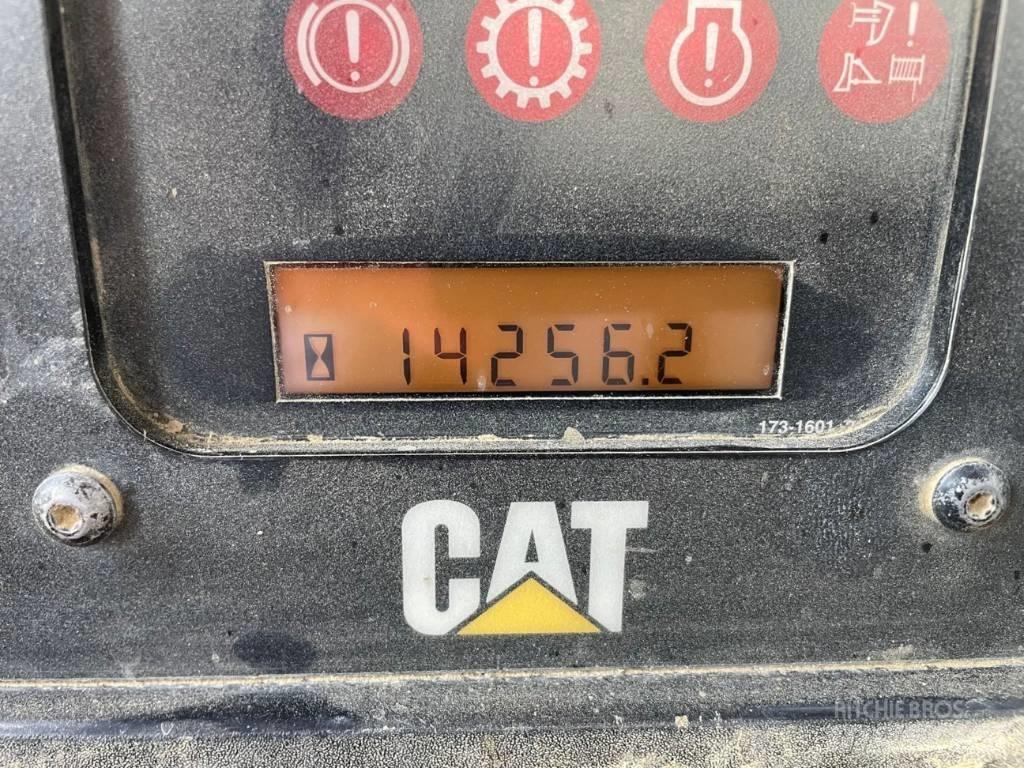 14256.2
173-1601
CAT
RITCHIE BROS.